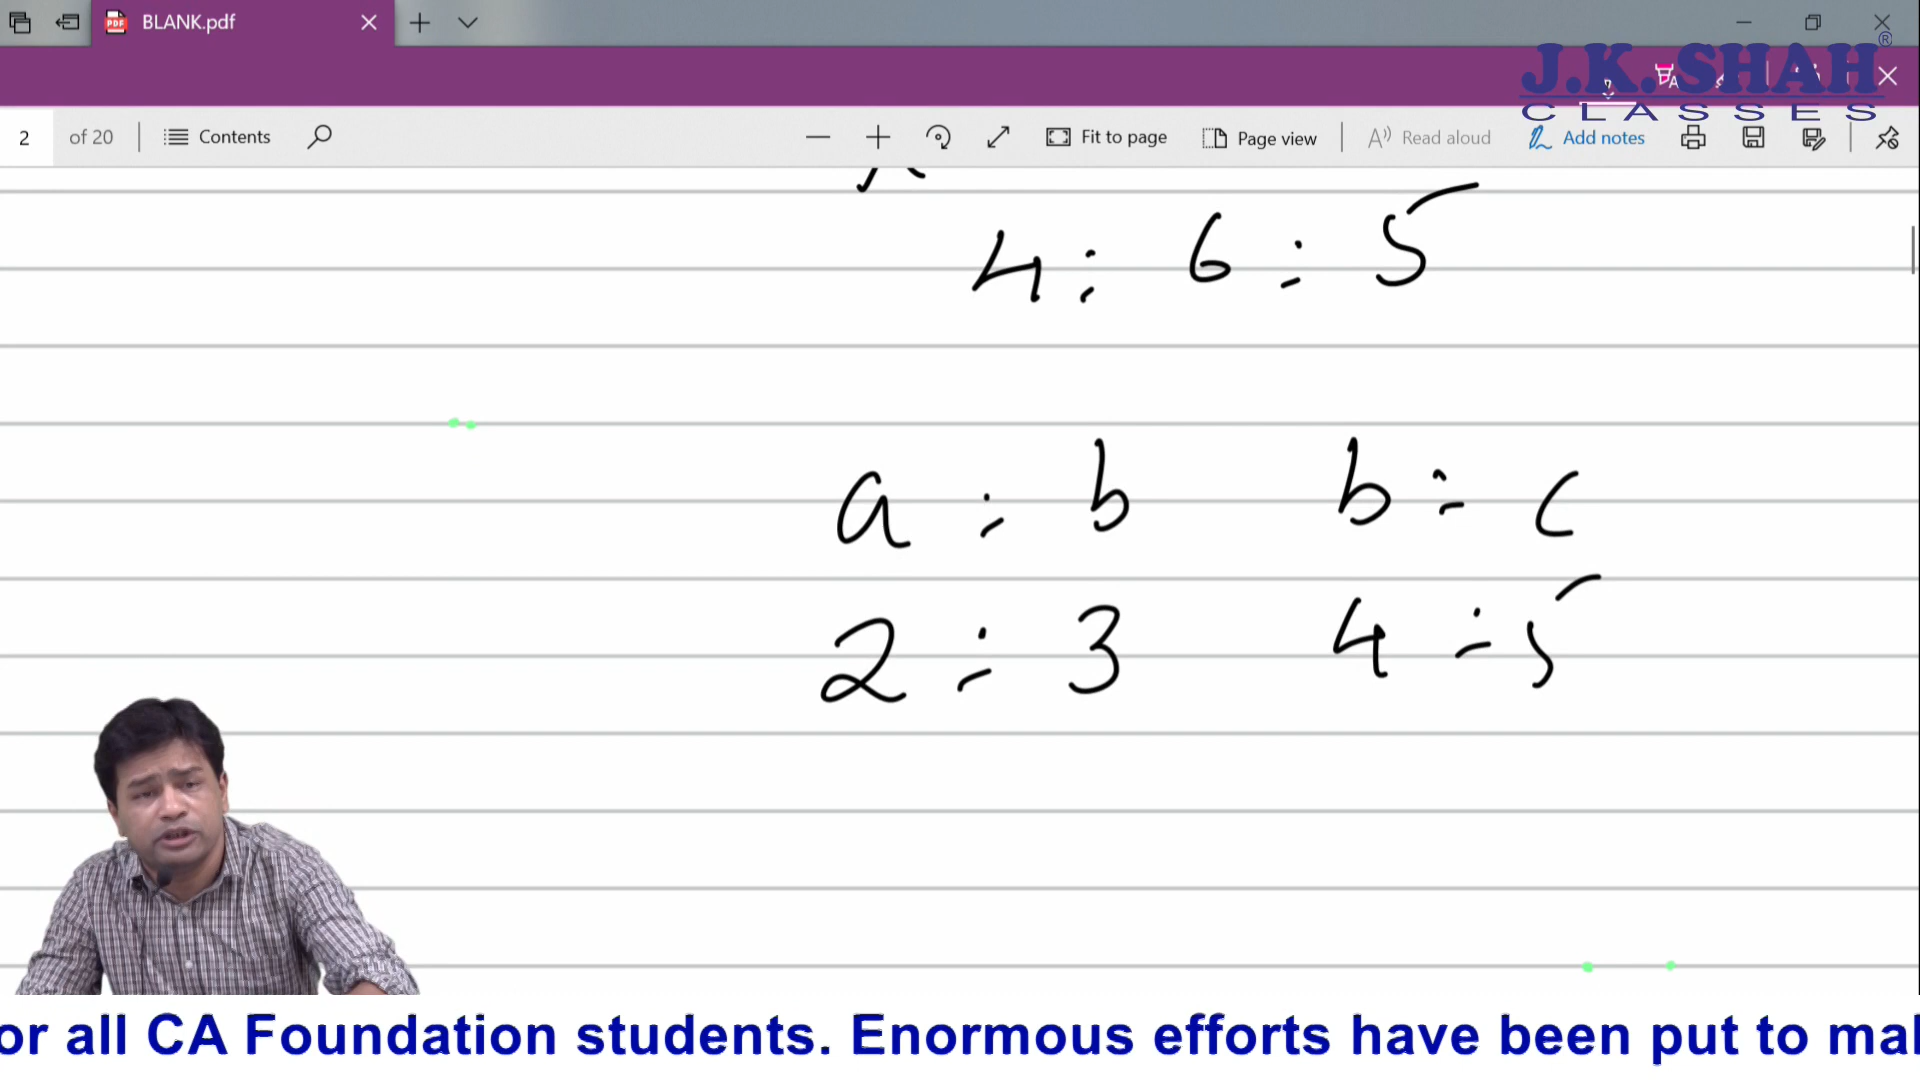 BLANK.pdf
J.K.SHAH®
CLASSES
2 of 20 Contents Fit to page Page view Read aloud Add notes
4 : 6 : 5
a : b b : c
2 : 3 4 : 5
or all CA Foundation students. Enormous efforts have been put to mal